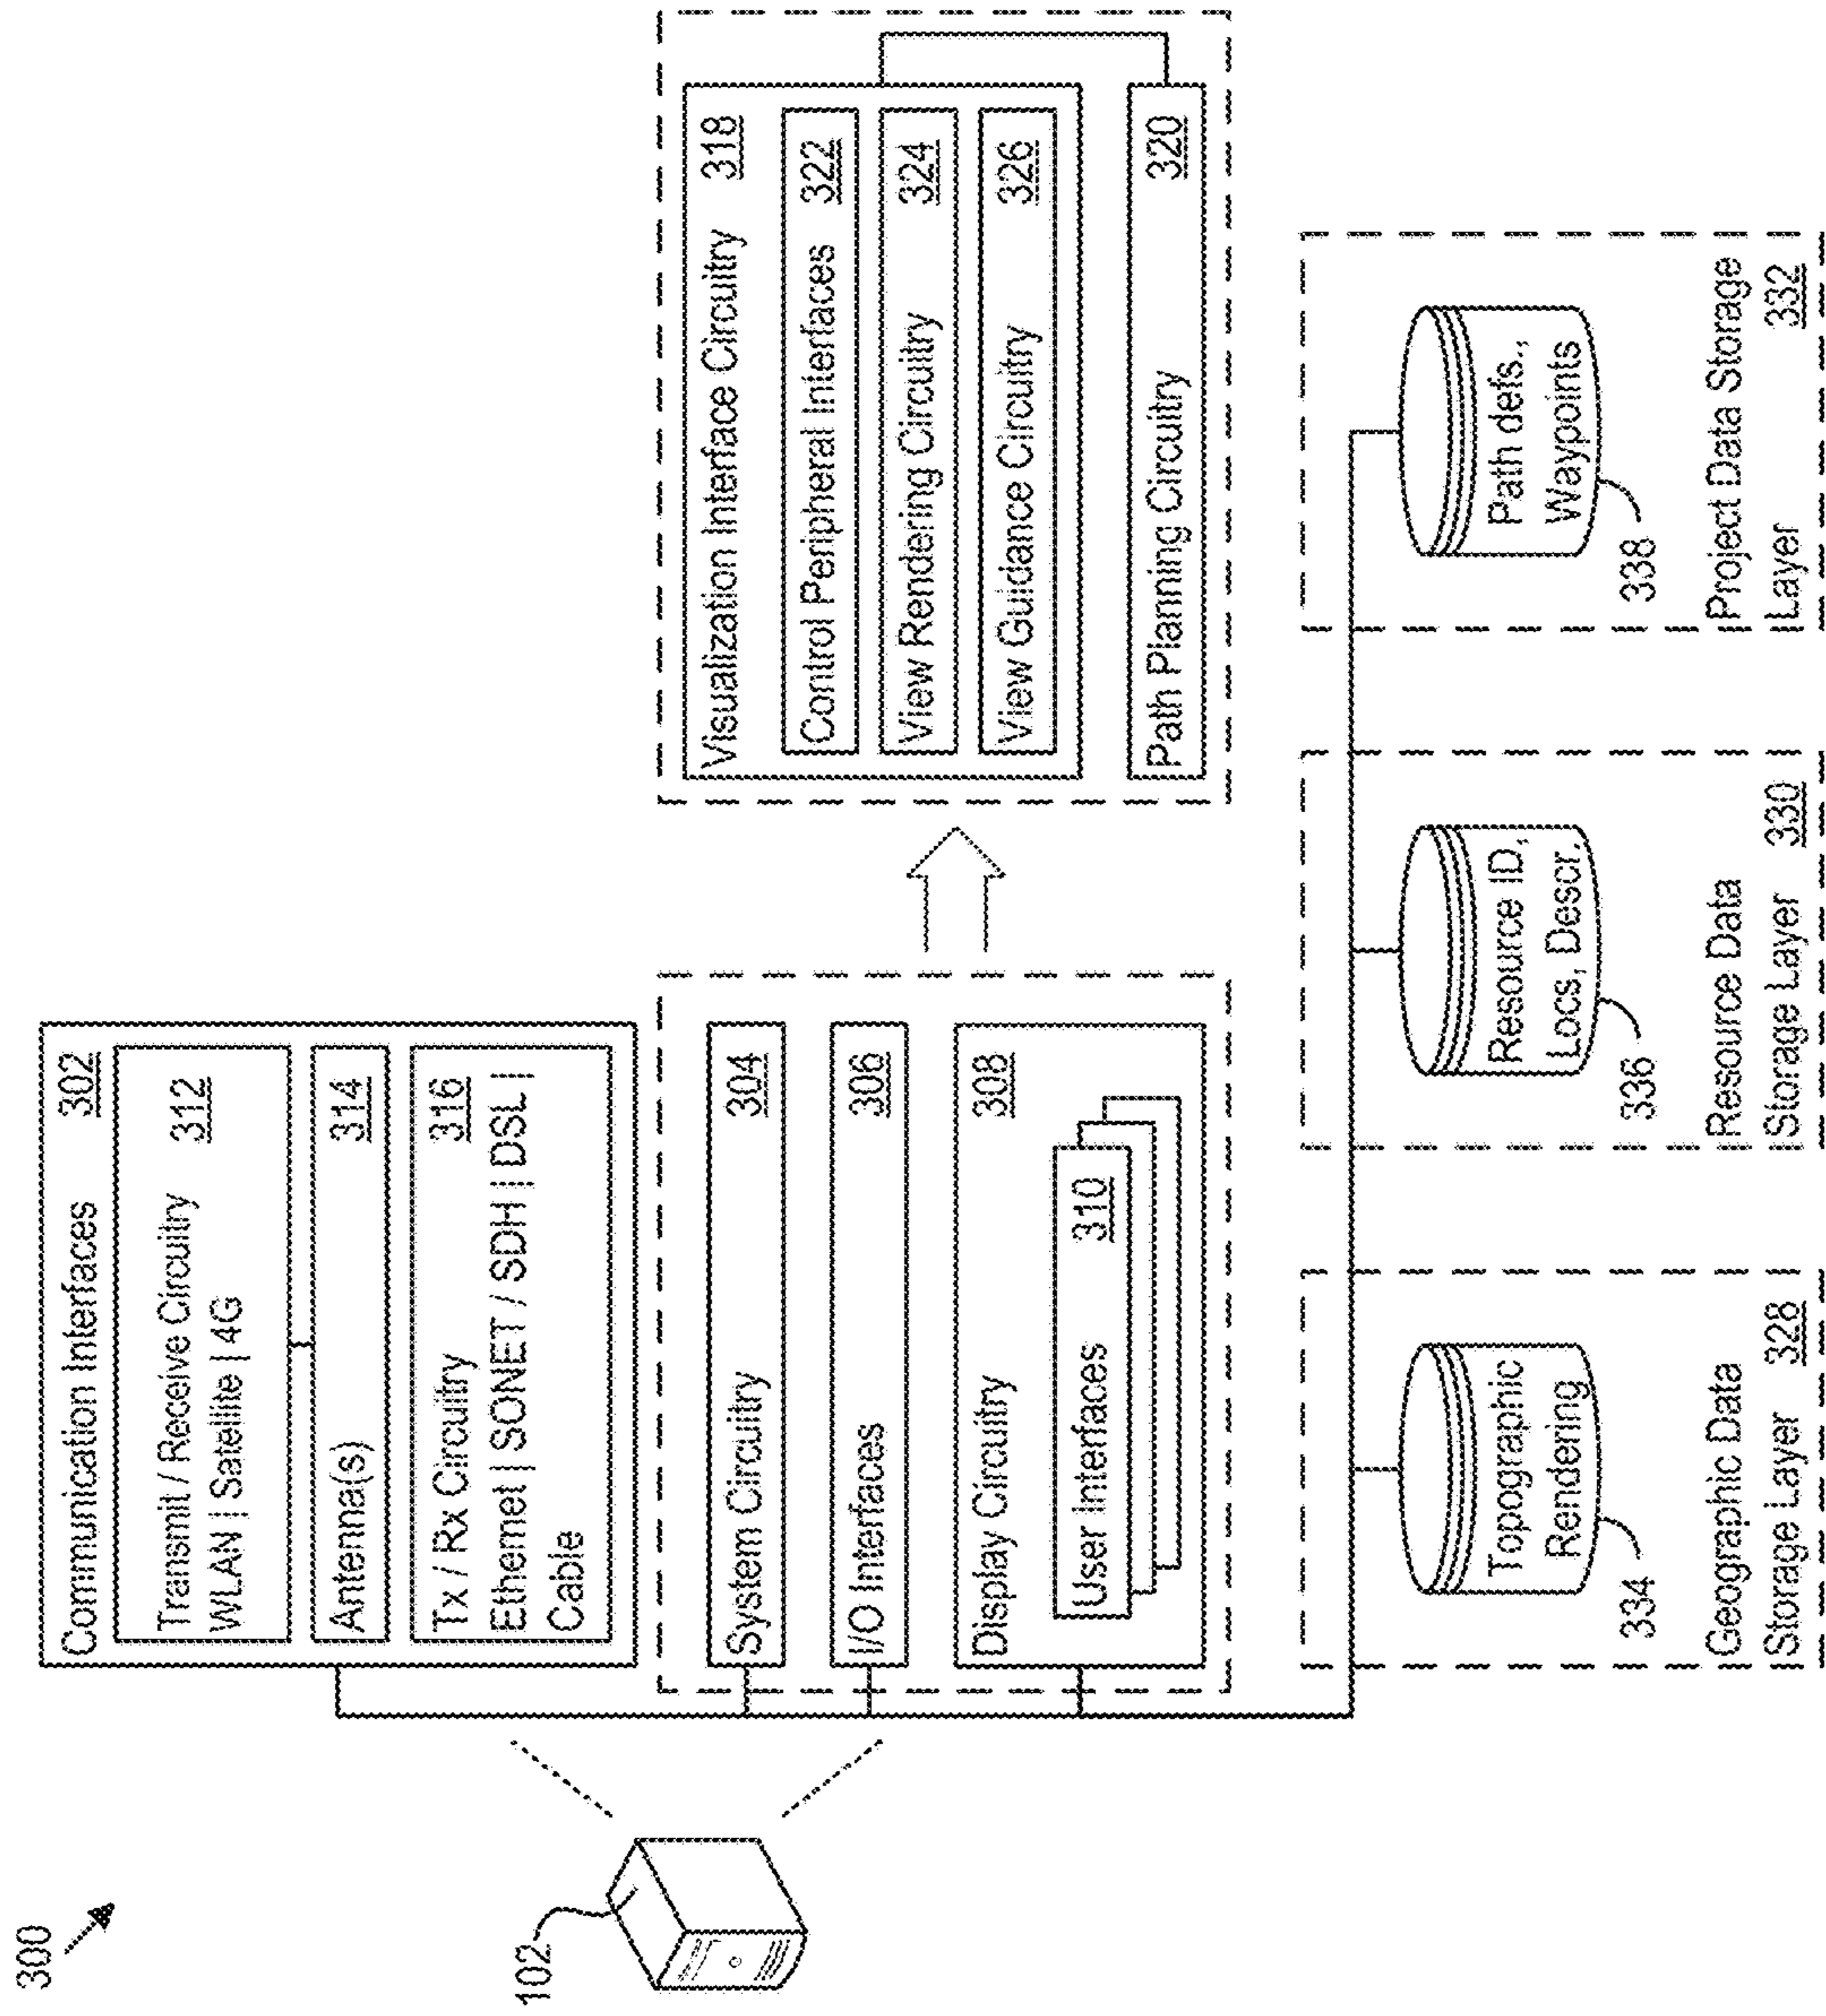 300
102
Communication Interfaces 302
Transmit / Receive Circuitry
WLAN | Satellite | 4G 312
Antenna(s) 314
Tx / Rx Circuitry 316
Ethernet | SONET / SDH | DSL |
Cable
System Circuitry 304
I/O Interfaces 306
Display Circuitry 308
User Interfaces 310
Visualization Interface Circuitry 318
Control Peripheral Interfaces 322
View Rendering Circuitry 324
View Guidance Circuitry 326
Path Planning Circuitry 320
Topographic
Rendering
334
Geographic Data
Storage Layer 328
Resource ID,
Locs, Descr.
336
Resource Data
Storage Layer 330
Path defs.,
Waypoints
338
Project Data Storage
Layer 332